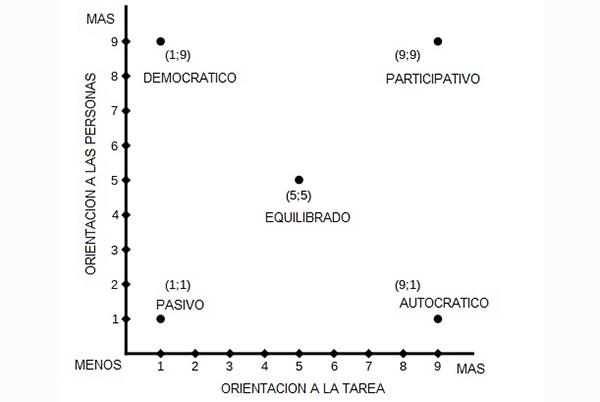 MAS
9
(1;9)
(9;9)
8
DEMOCRATICO
PARTICIPATIVO
7
6
5
(5;5)
4
EQUILIBRADO
3
2
(1;1)
(9;1)
PASIVO
AUTOCRATICO
1
ORIENTACION A LAS PERSONAS
MENOS
1 2 3 4 5 6 7 8 9
MAS
ORIENTACION A LA TAREA